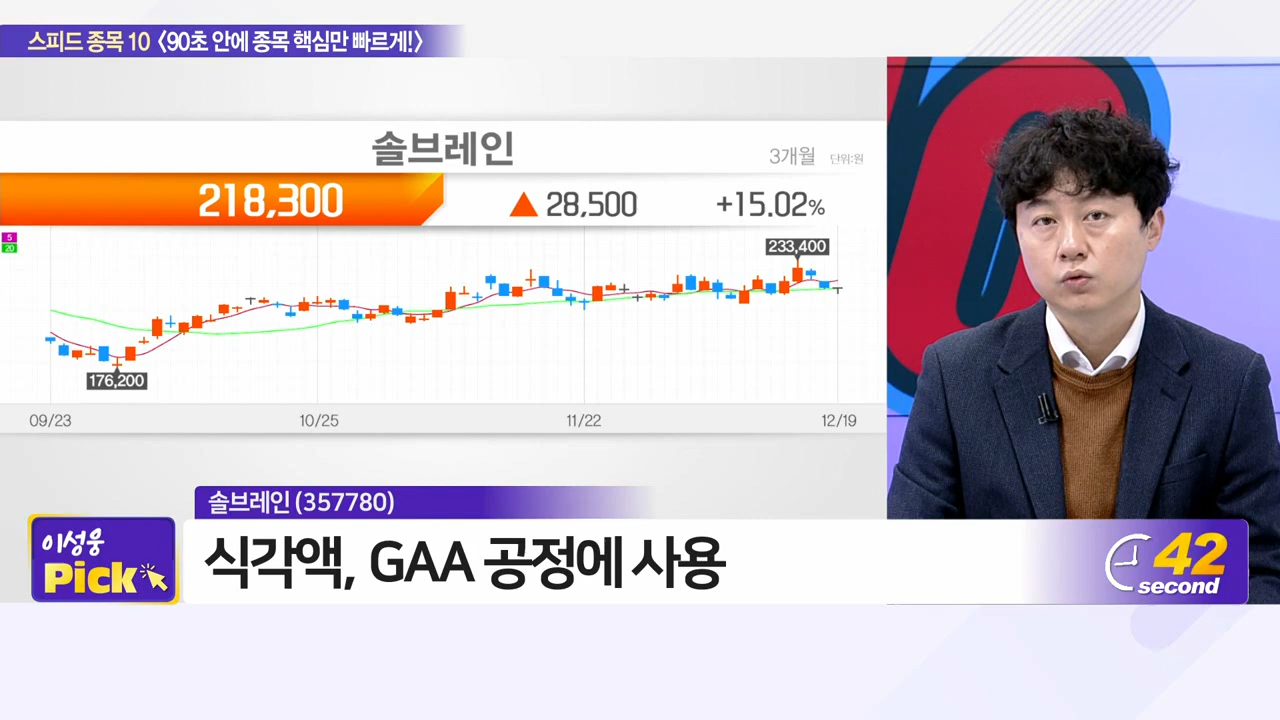 스피드 종목 10 〈90초 안에 종목 핵심만 빠르게!〉
솔브레인
3개월 단위:원
218,300 ▲ 28,500 +15.02%
5
20
233,400
176,200
09/23 10/25 11/22 12/19
솔브레인 (357780)
이성웅
Pick
식각액, GAA 공정에 사용
42
second